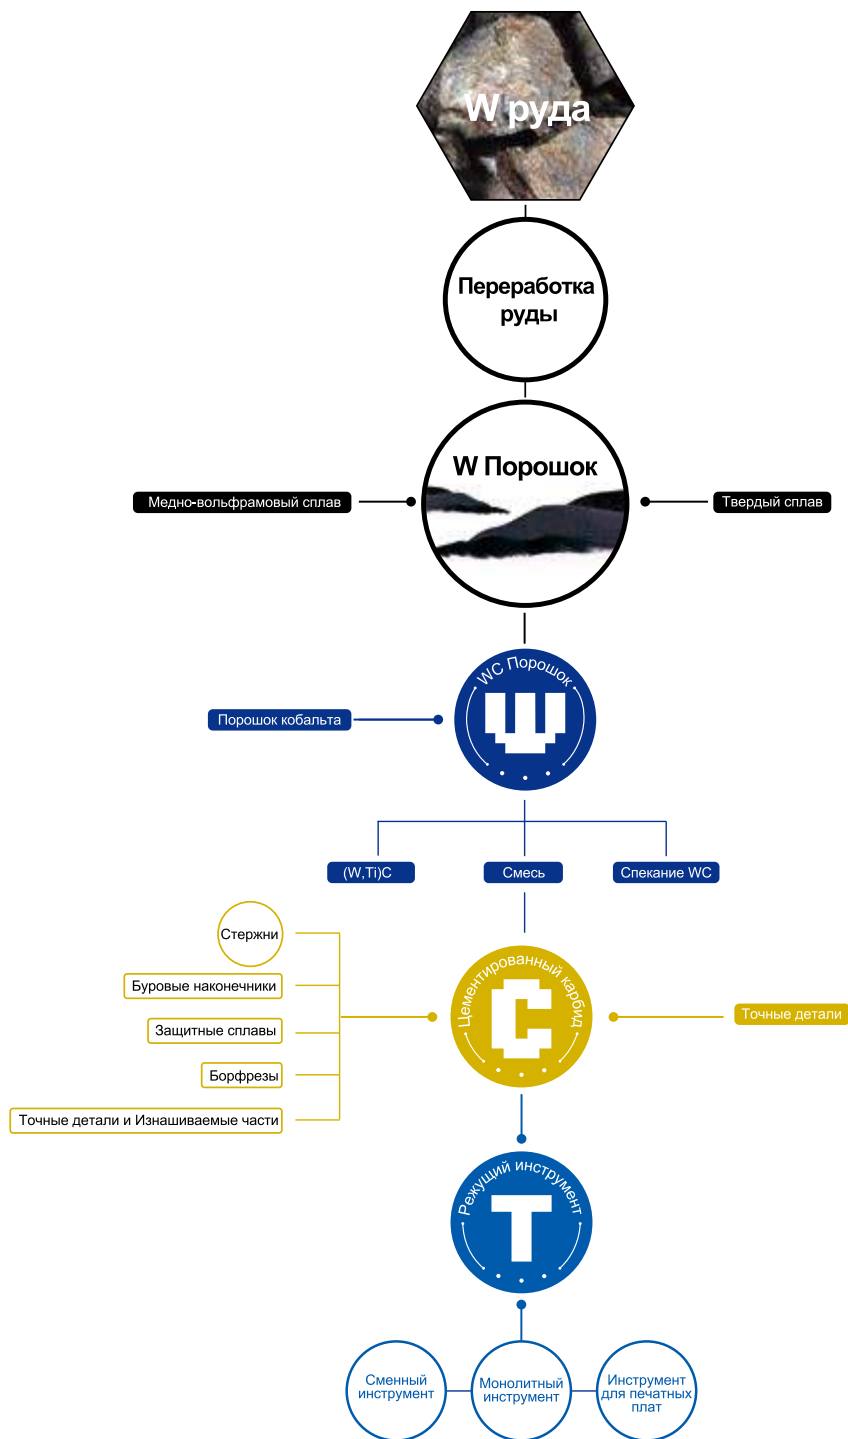 W руда
Переработка
руды
W Порошок
Медно-вольфрамовый сплав
Твердый сплав
WC Порошок
W
Порошок кобальта
(W,Ti)C
Смесь
Спекание WC
Стержни
Буровые наконечники
Защитные сплавы
Борфрезы
Точные детали и Изнашиваемые части
Цементированный карбид
C
Точные детали
Режущий инструмент
T
Сменный
инструмент
Монолитный
инструмент
Инструмент
для печатных
плат